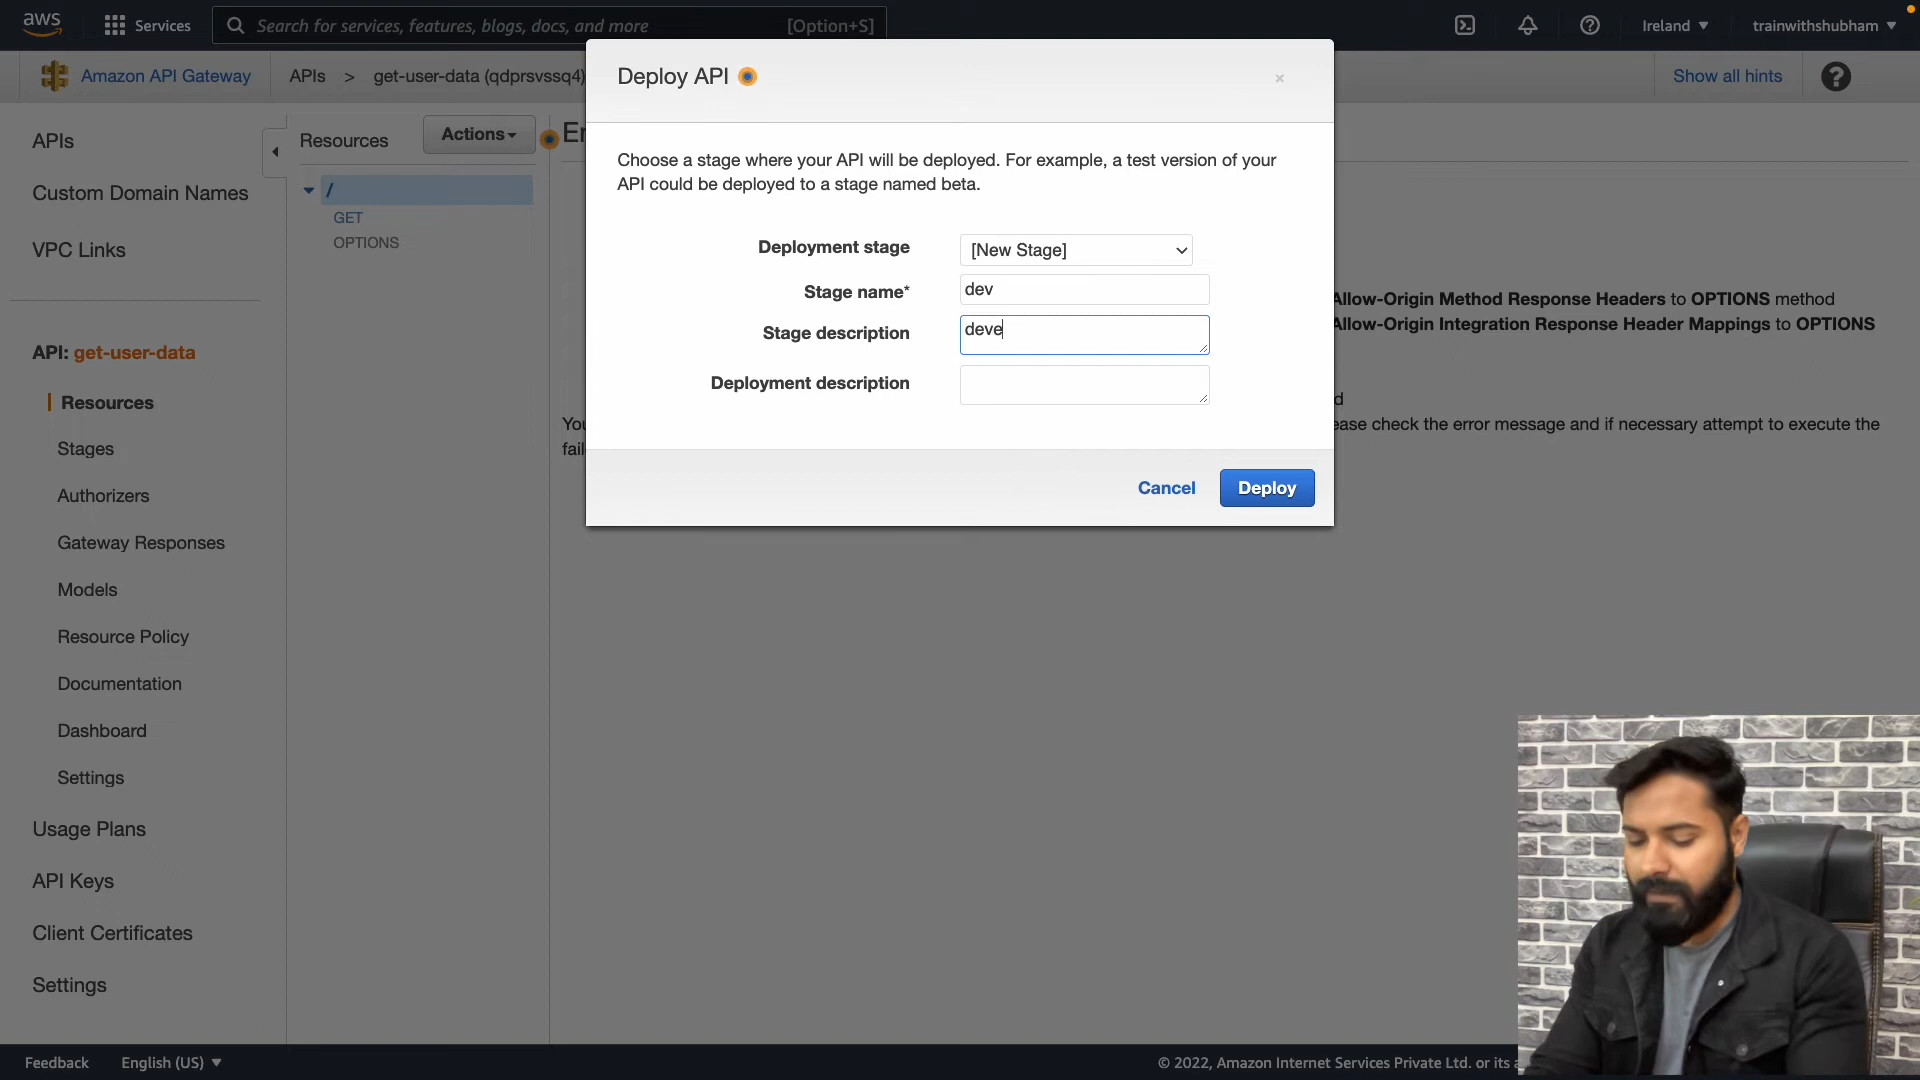 aws
Services
Search for services, features, blogs, docs, and more
[Option+S]
Ireland
trainwithshubham
Amazon API Gateway
APIs > get-user-data (qdprsvssq4)
Show all hints
Deploy API
Choose a stage where your API will be deployed. For example, a test version of your
API could be deployed to a stage named beta.
Deployment stage
[New Stage]
Stage name*
dev
Stage description
deve
Deployment description
Cancel
Deploy
APIs
Custom Domain Names
VPC Links
API: get-user-data
Resources
Stages
Authorizers
Gateway Responses
Models
Resource Policy
Documentation
Dashboard
Settings
Usage Plans
API Keys
Client Certificates
Settings
Resources
Actions
/
GET
OPTIONS
Allow-Origin Method Response Headers to OPTIONS method
Allow-Origin Integration Response Header Mappings to OPTIONS
check the error message and if necessary attempt to execute the
Feedback
English (US)
© 2022, Amazon Internet Services Private Ltd. or its